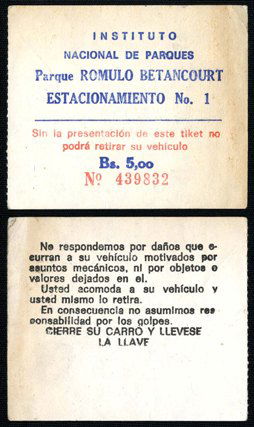 INSTITUTO
NACIONAL DE PARQUES
Parque ROMULO BETANCOURT
ESTACIONAMIENTO No. 1
Sin la presentación de este tiket no
podrá retirar su vehículo
Bs. 5,oo
Nº 439832
No respondemos por daños que o-
curran a su vehículo motivados por
asuntos mecánicos, ni por objetos o
valores dejados en el.
Usted acomoda a su vehículo y
usted mismo lo retira.
En consecuencia no asumimos res
ponsabilidad por los golpes.
CIERRE SU CARRO Y LLEVESE
LA LLAVE